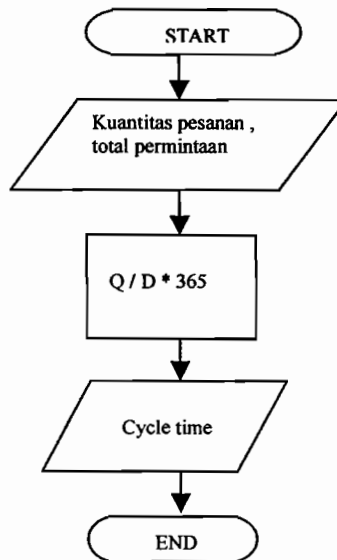 START
Kuantitas pesanan ,
total permintaan
Q / D * 365
Cycle time
END